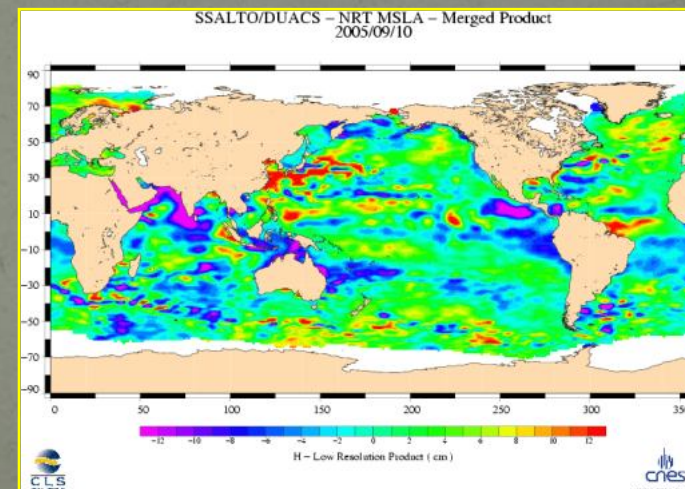 SSALTO/DUACS – NRT MSLA – Merged Product
2005/09/10
90
70
50
30
10
−10
−30
−50
−70
−90
0 50 100 150 200 250 300
−12 −10 −8 −6 −4 −2 0 2 4 6 8 10 12
H – Low Resolution Product ( cm )
CLS
cnes